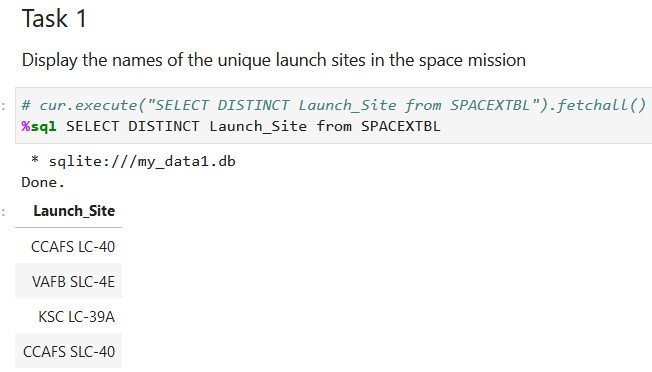 Task 1
Display the names of the unique launch sites in the space mission
: # cur.execute("SELECT DISTINCT Launch_Site from SPACEXTBL").fetchall()
%sql SELECT DISTINCT Launch_Site from SPACEXTBL
* sqlite:///my_data1.db
Done.
: Launch_Site
CCAFS LC-40
VAFB SLC-4E
KSC LC-39A
CCAFS SLC-40